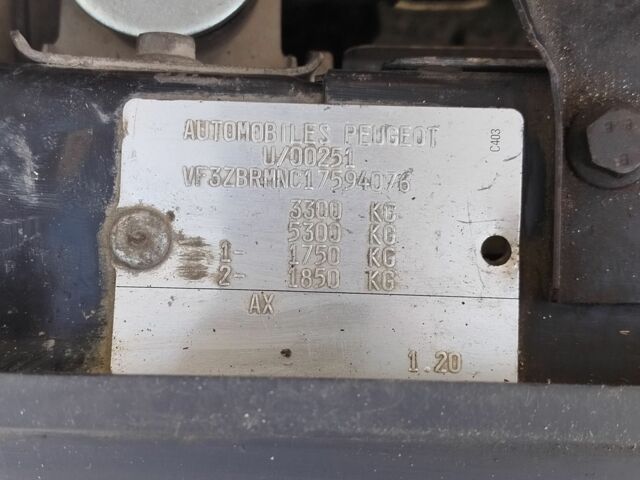 AUTOMOBILES PEUGEOT
U/00251
VF3ZBRMNC17594076
3300 KG
5300 KG
1- 1750 KG
2- 1850 KG
AX
1.20
C403